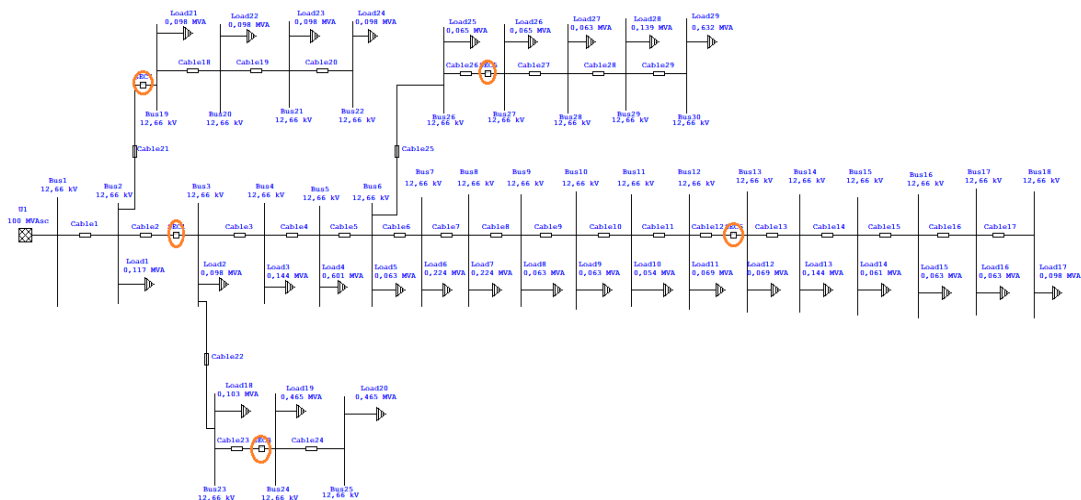 Load21
0,098 MVA
Load22
0,098 MVA
Load23
0,098 MVA
Load24
0,098 MVA
Load25
0,065 MVA
Load26
0,065 MVA
Load27
0,063 MVA
Load28
0,139 MVA
Load29
0,632 MVA
Cable18
Cable19
Cable20
Cable26
Cable27
Cable28
Cable29
Bus19
12,66 kV
Bus20
12,66 kV
Bus21
12,66 kV
Bus22
12,66 kV
Bus26
12,66 kV
Bus27
12,66 kV
Bus28
12,66 kV
Bus29
12,66 kV
Bus30
12,66 kV
Cable21
Cable25
Bus1
12,66 kV
Bus2
12,66 kV
Bus3
12,66 kV
Bus4
12,66 kV
Bus5
12,66 kV
Bus6
12,66 kV
Bus7
12,66 kV
Bus8
12,66 kV
Bus9
12,66 kV
Bus10
12,66 kV
Bus11
12,66 kV
Bus12
12,66 kV
Bus13
12,66 kV
Bus14
12,66 kV
Bus15
12,66 kV
Bus16
12,66 kV
Bus17
12,66 kV
Bus18
12,66 kV
U1
100 MVAsc
Cable1
Cable2
Cable3
Cable4
Cable5
Cable6
Cable7
Cable8
Cable9
Cable10
Cable11
Cable12
Cable13
Cable14
Cable15
Cable16
Cable17
Load1
0,117 MVA
Load2
0,098 MVA
Load3
0,144 MVA
Load4
0,601 MVA
Load5
0,063 MVA
Load6
0,224 MVA
Load7
0,224 MVA
Load8
0,063 MVA
Load9
0,063 MVA
Load10
0,054 MVA
Load11
0,069 MVA
Load12
0,069 MVA
Load13
0,144 MVA
Load14
0,061 MVA
Load15
0,063 MVA
Load16
0,063 MVA
Load17
0,098 MVA
Cable22
Load18
0,103 MVA
Load19
0,465 MVA
Load20
0,465 MVA
Cable23
Cable24
Bus23
12,66 kV
Bus24
12,66 kV
Bus25
12,66 kV